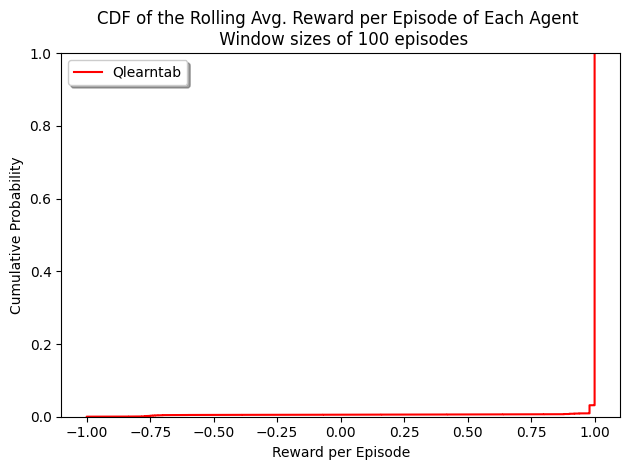 CDF of the Rolling Avg. Reward per Episode of Each Agent
Window sizes of 100 episodes
Qlearntab
Cumulative Probability
1.0
0.8
0.6
0.4
0.2
0.0
−1.00 −0.75 −0.50 −0.25 0.00 0.25 0.50 0.75 1.00
Reward per Episode